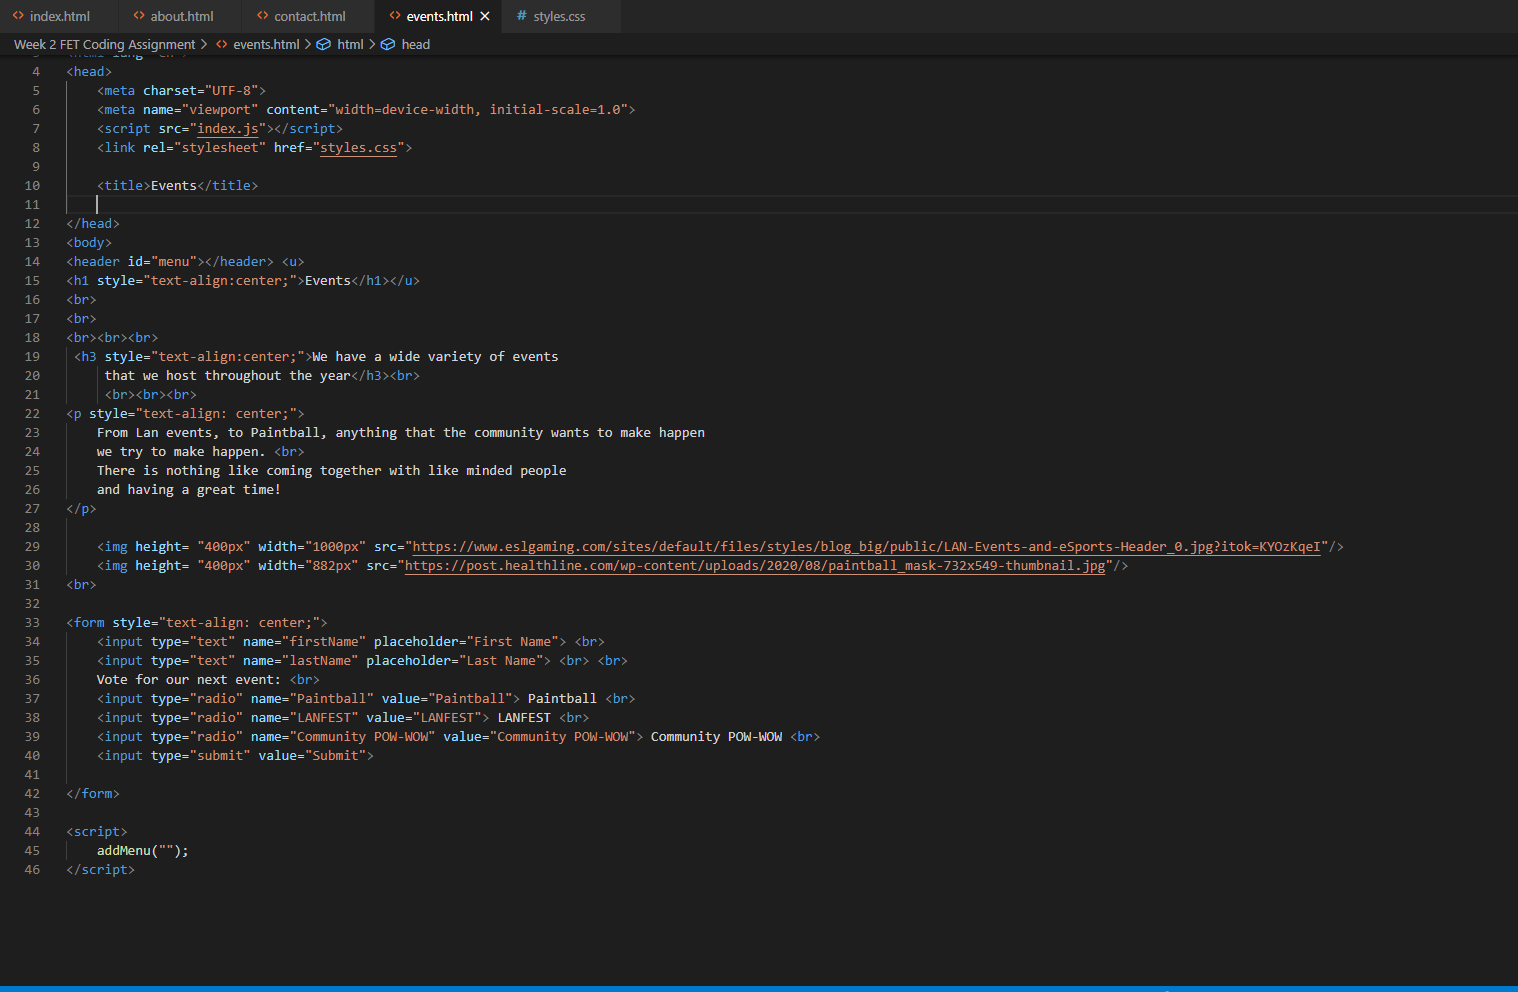 index.html about.html contact.html events.html # styles.css
Week 2 FET Coding Assignment > events.html > html > head
4 <head>
5 <meta charset="UTF-8">
6 <meta name="viewport" content="width=device-width, initial-scale=1.0">
7 <script src="index.js"></script>
8 <link rel="stylesheet" href="styles.css">
9
10 <title>Events</title>
11
12 </head>
13 <body>
14 <header id="menu"></header> <u>
15 <h1 style="text-align:center;">Events</h1></u>
16 <br>
17 <br>
18 <br><br><br>
19 <h3 style="text-align:center;">We have a wide variety of events
20 that we host throughout the year</h3><br>
21 <br><br><br>
22 <p style="text-align: center;">
23 From Lan events, to Paintball, anything that the community wants to make happen
24 we try to make happen. <br>
25 There is nothing like coming together with like minded people
26 and having a great time!
27 </p>
28
29 <img height= "400px" width="1000px" src="https://www.eslgaming.com/sites/default/files/styles/blog_big/public/LAN-Events-and-eSports-Header_0.jpg?itok=KYOzKqeI"/>
30 <img height= "400px" width="882px" src="https://post.healthline.com/wp-content/uploads/2020/08/paintball_mask-732x549-thumbnail.jpg"/>
31 <br>
32
33 <form style="text-align: center;">
34 <input type="text" name="firstName" placeholder="First Name"> <br>
35 <input type="text" name="lastName" placeholder="Last Name"> <br> <br>
36 Vote for our next event: <br>
37 <input type="radio" name="Paintball" value="Paintball"> Paintball <br>
38 <input type="radio" name="LANFEST" value="LANFEST"> LANFEST <br>
39 <input type="radio" name="Community POW-WOW" value="Community POW-WOW"> Community POW-WOW <br>
40 <input type="submit" value="Submit">
41
42 </form>
43
44 <script>
45 addMenu("");
46 </script>